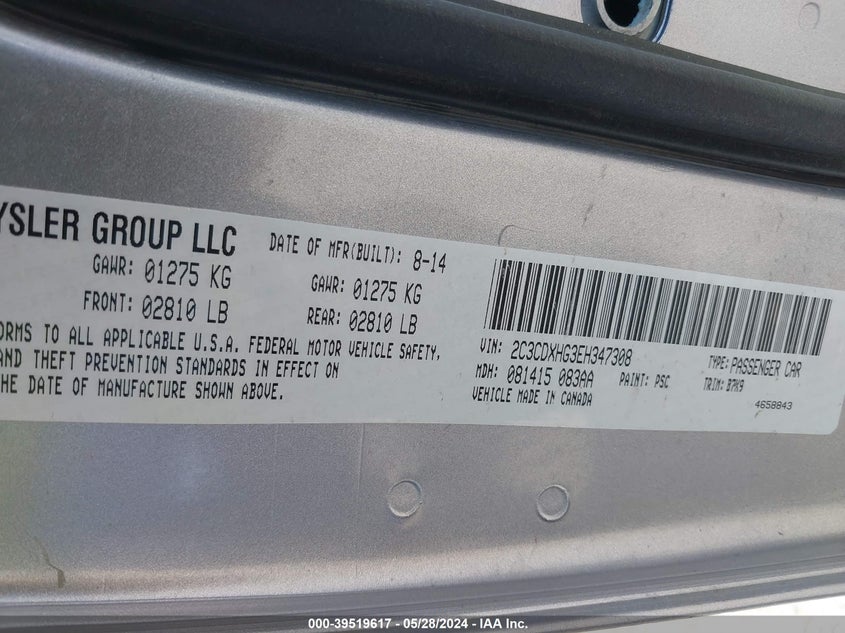 YSLER GROUP LLC
DATE OF MFR(BUILT): 8-14
GAWR: 01275 KG GAWR: 01275 KG
FRONT: 02810 LB REAR: 02810 LB
ORMS TO ALL APPLICABLE U.S.A. FEDERAL MOTOR VEHICLE SAFETY,
AND THEFT PREVENTION STANDARDS IN EFFECT ON
HE DATE OF MANUFACTURE SHOWN ABOVE.
VIN: 2C3CDXHG3EH347308 TYPE: PASSENGER CAR
MDH: 081415 083AA PAINT: PSC TRIM: B7K9
VEHICLE MADE IN CANADA 4658843
000-39519617 - 05/28/2024 - IAA Inc.